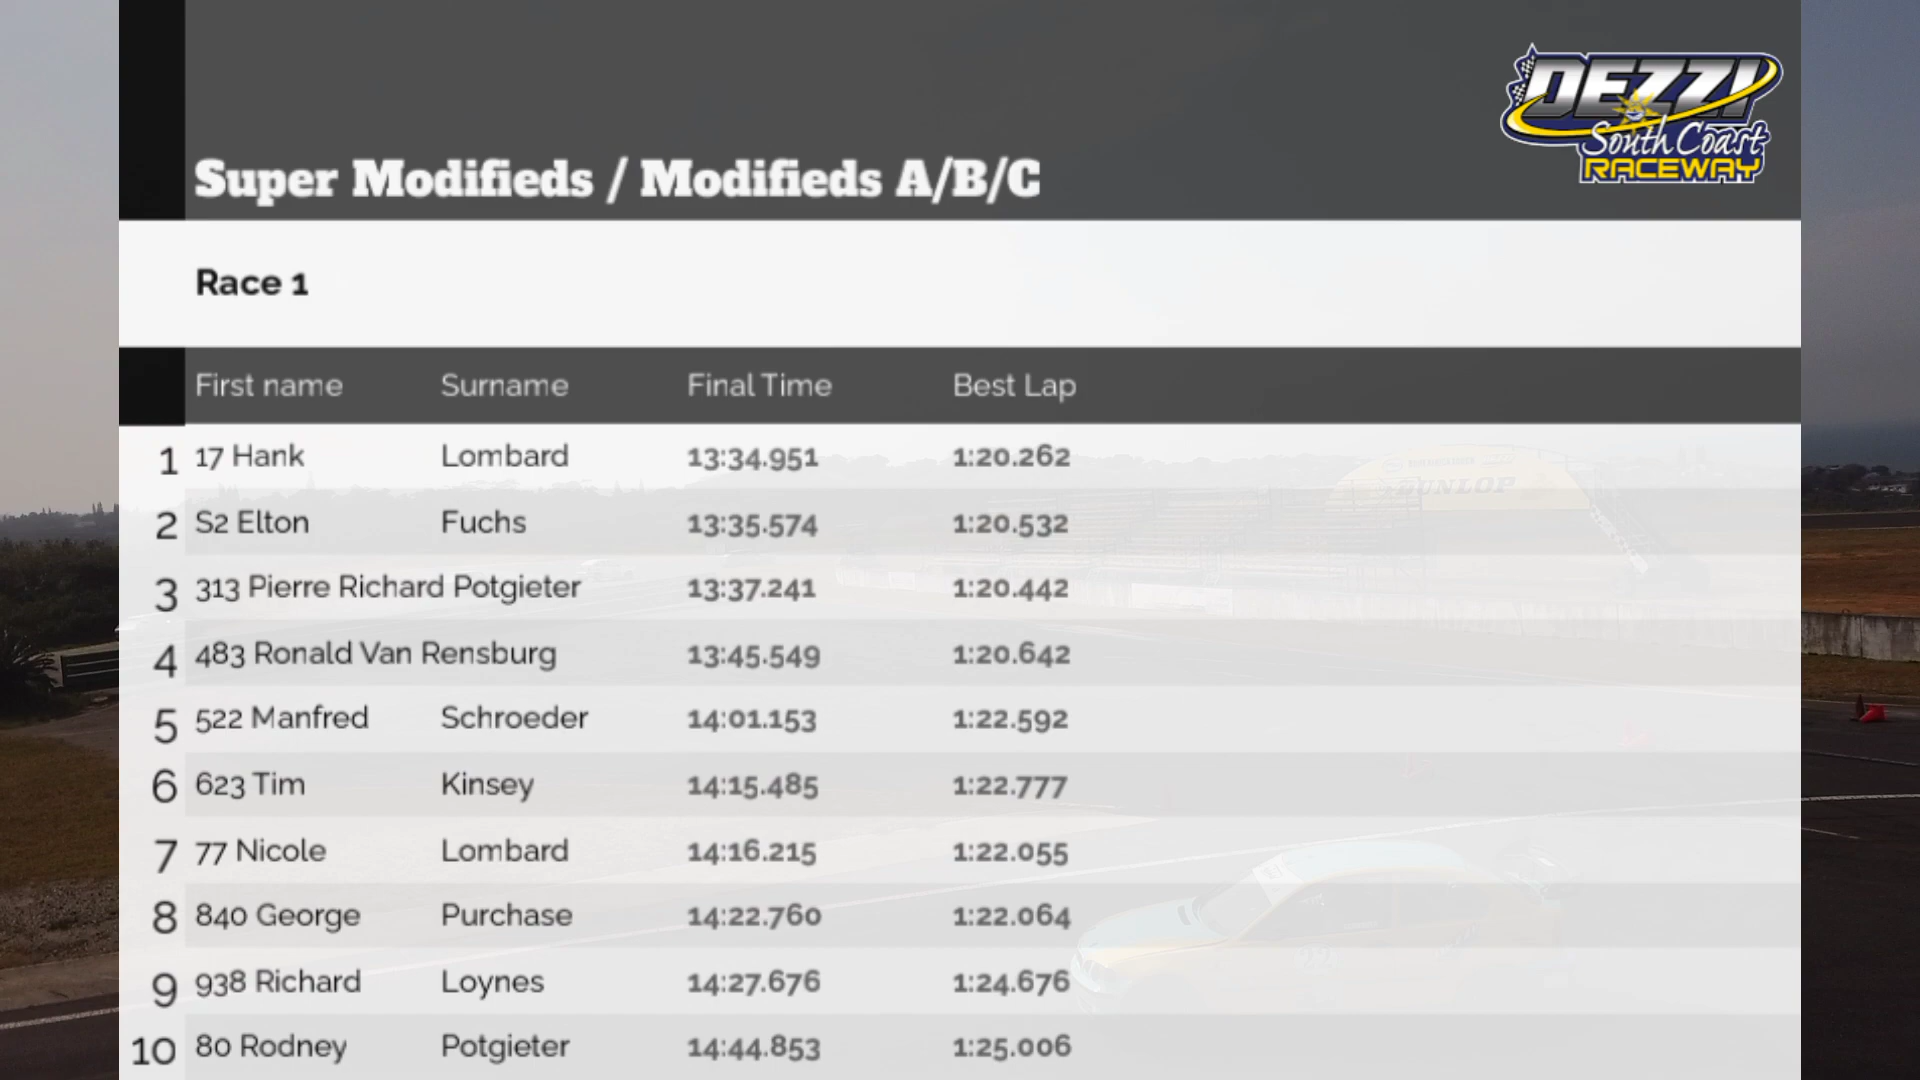 DEZZI
South Coast
RACEWAY
Super Modifieds / Modifieds A/B/C
Race 1
First name Surname Final Time Best Lap
1 17 Hank Lombard 13:34.951 1:20.262
2 S2 Elton Fuchs 13:35.574 1:20.532
3 313 Pierre Richard Potgieter 13:37.241 1:20.442
4 483 Ronald Van Rensburg 13:45.549 1:20.642
5 522 Manfred Schroeder 14:01.153 1:22.592
6 623 Tim Kinsey 14:15.485 1:22.777
7 77 Nicole Lombard 14:16.215 1:22.055
8 840 George Purchase 14:22.760 1:22.064
9 938 Richard Loynes 14:27.676 1:24.676
10 80 Rodney Potgieter 14:44.853 1:25.006
DUNLOP